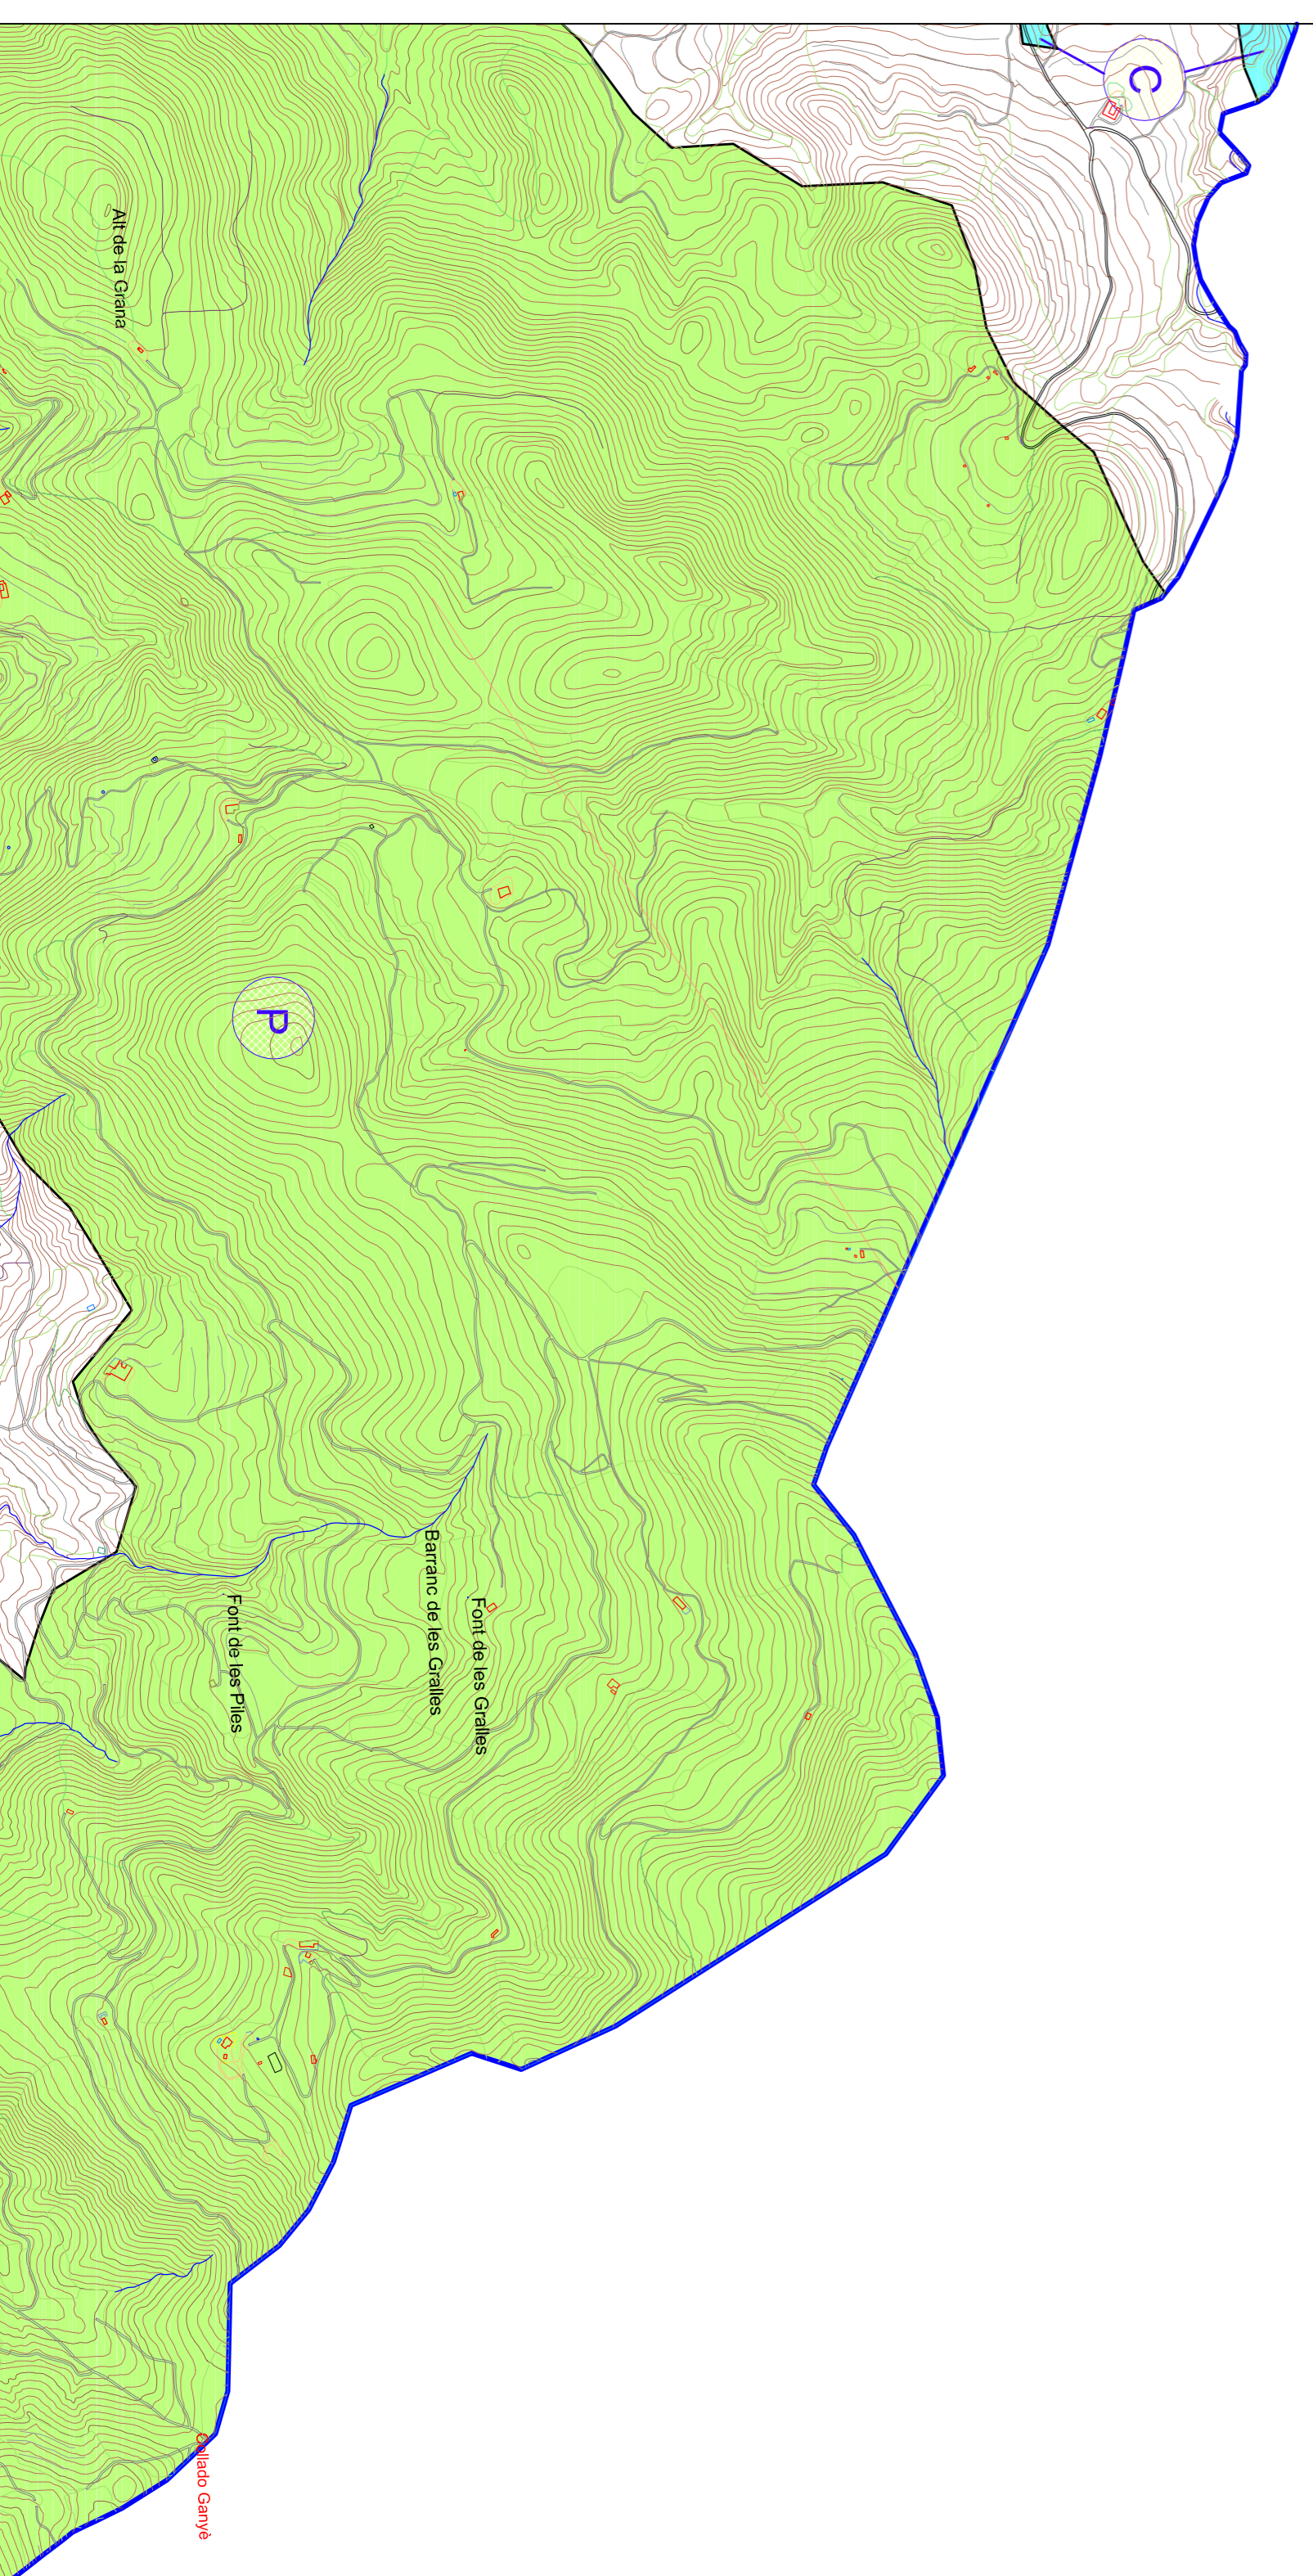 C
Alt de la Grana
P
Font de les Gralles
Barranc de les Gralles
Font de les Piles
Collado Ganyè